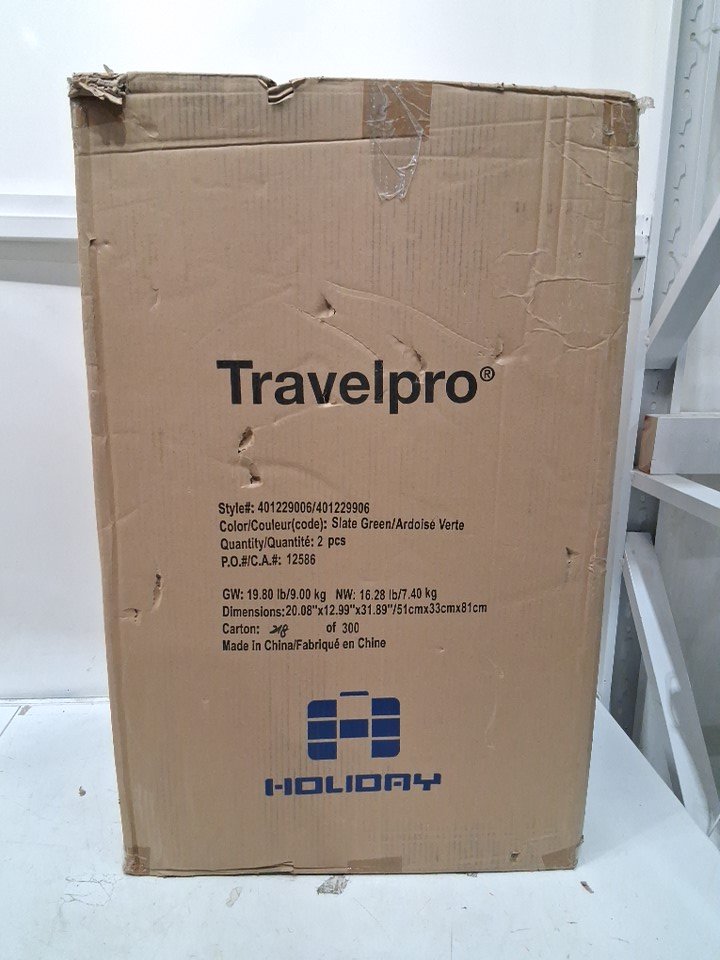 Travelpro®
Style#: 401229006/401229906
Color/Couleur(code): Slate Green/Ardoise Verte
Quantity/Quantité: 2 pcs
P.O.#/C.A.#: 12586
GW: 19.80 lb/9.00 kg NW: 16.28 lb/7.40 kg
Dimensions:20.08"x12.99"x31.89"/51cmx33cmx81cm
Carton: 218 of 300
Made in China/Fabriqué en Chine
HOLIDAY